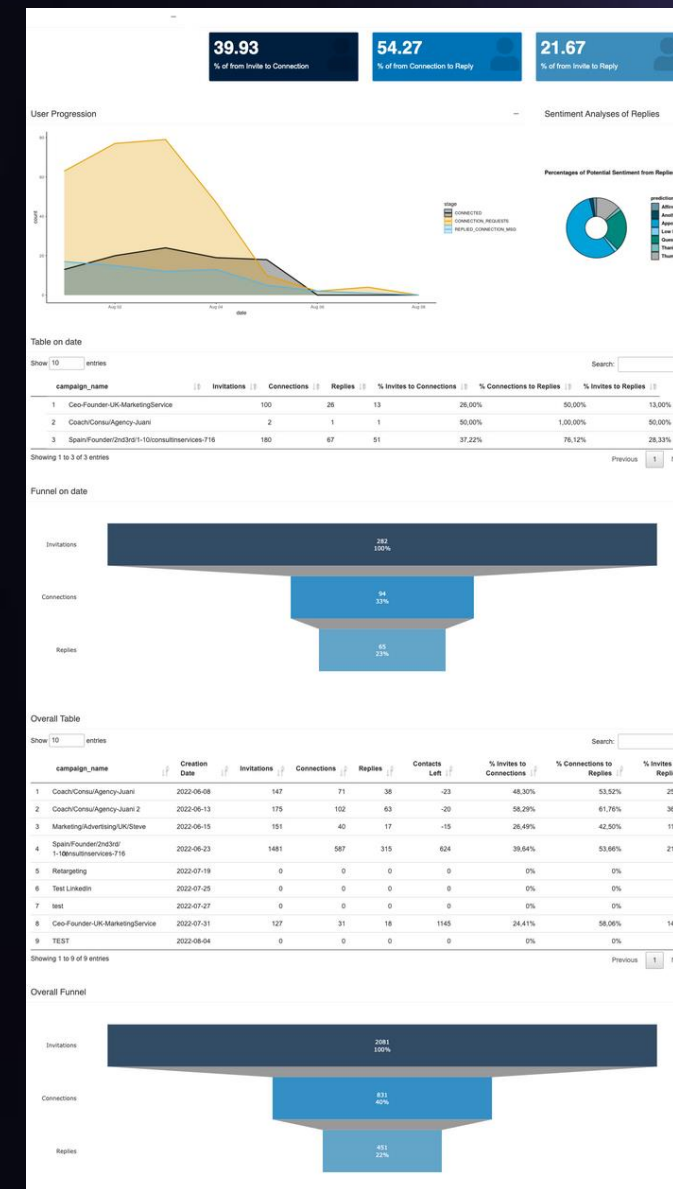 39.93
% of from Invite to Connection
54.27
% of from Connection to Reply
21.67
% of from Invite to Reply
User Progression
Sentiment Analyses of Replies
Percentages of Potential Sentiment from Replies
count
date
Aug 02
Aug 04
Aug 06
Aug 08
stage
CONNECTED
CONNECTION_REQUESTS
REPLIED_CONNECTION_MSG
Table on date
Show 10 entries
Search:
campaign_name Invitations Connections Replies % Invites to Connections % Connections to Replies % Invites to Replies
1 Ceo-Founder-UK-MarketingService 100 26 13 26,00% 50,00% 13,00%
2 Coach/Consu/Agency-Juani 2 1 1 50,00% 1,00,00% 50,00%
3 Spain/Founder/2nd3rd/1-10/consultinservices-716 180 67 51 37,22% 76,12% 28,33%
Showing 1 to 3 of 3 entries
Previous 1
Funnel on date
Invitations
282
100%
Connections
94
33%
Replies
65
23%
Overall Table
Show 10 entries
Search:
campaign_name Creation Date Invitations Connections Replies Contacts Left % Invites to Connections % Connections to Replies % Invites
1 Coach/Consu/Agency-Juani 2022-06-08 147 71 38 -23 48,30% 53,52%
2 Coach/Consu/Agency-Juani 2 2022-06-13 175 102 63 -20 58,29% 61,76%
3 Marketing/Advertising/UK/Steve 2022-06-15 151 40 17 -15 26,49% 42,50%
4 Spain/Founder/2nd3rd/
2022-06-23 1481 587 315 624 39,64% 53,66%
5 Retargeting 2022-07-19 0 0 0 0 0% 0%
6 Test LinkedIn 2022-07-25 0 0 0 0 0% 0%
7 test 2022-07-27 0 0 0 0 0% 0%
8 Ceo-Founder-UK-MarketingService 2022-07-31 127 31 18 1145 24,41% 58,06%
9 TEST 2022-08-04 0 0 0 0 0% 0%
Showing 1 to 9 of 9 entries
Previous 1
Overall Funnel
Invitations
2081
100%
Connections
831
40%
Replies
451
22%